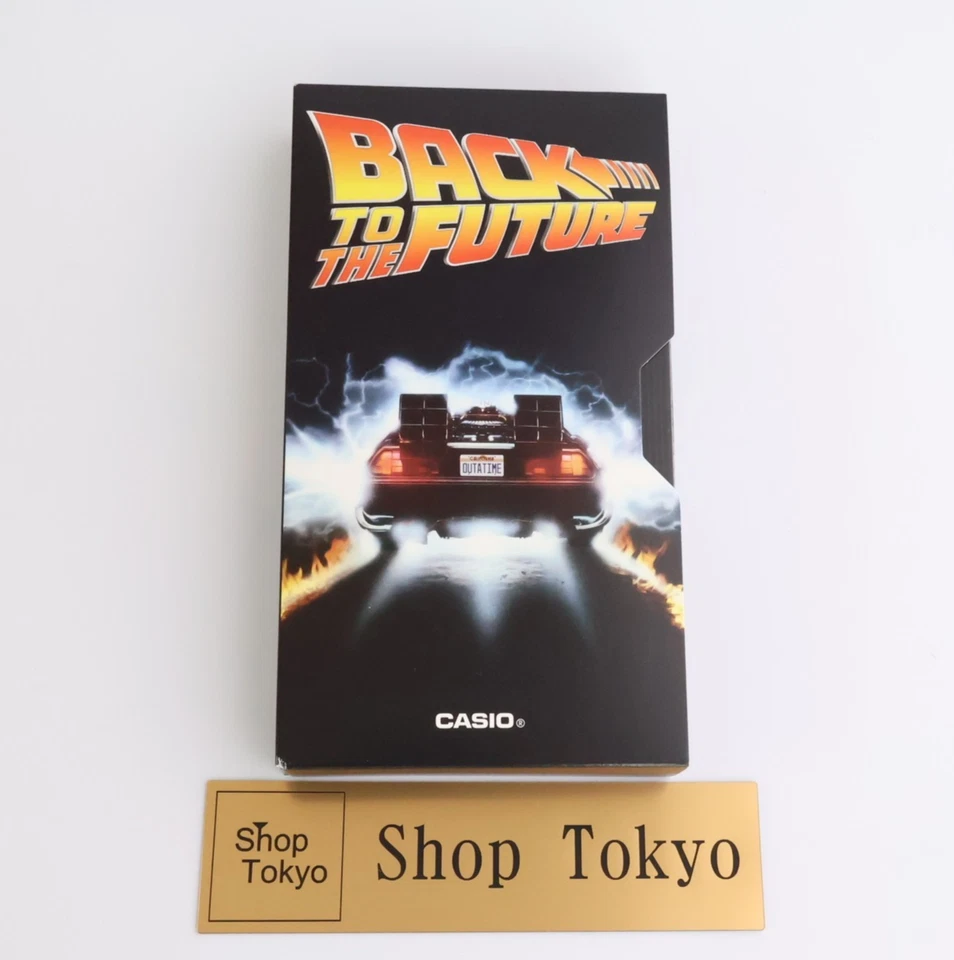 BACK
TO THE FUTURE
OUTATIME
CASIO®
Shop
Tokyo
Shop Tokyo